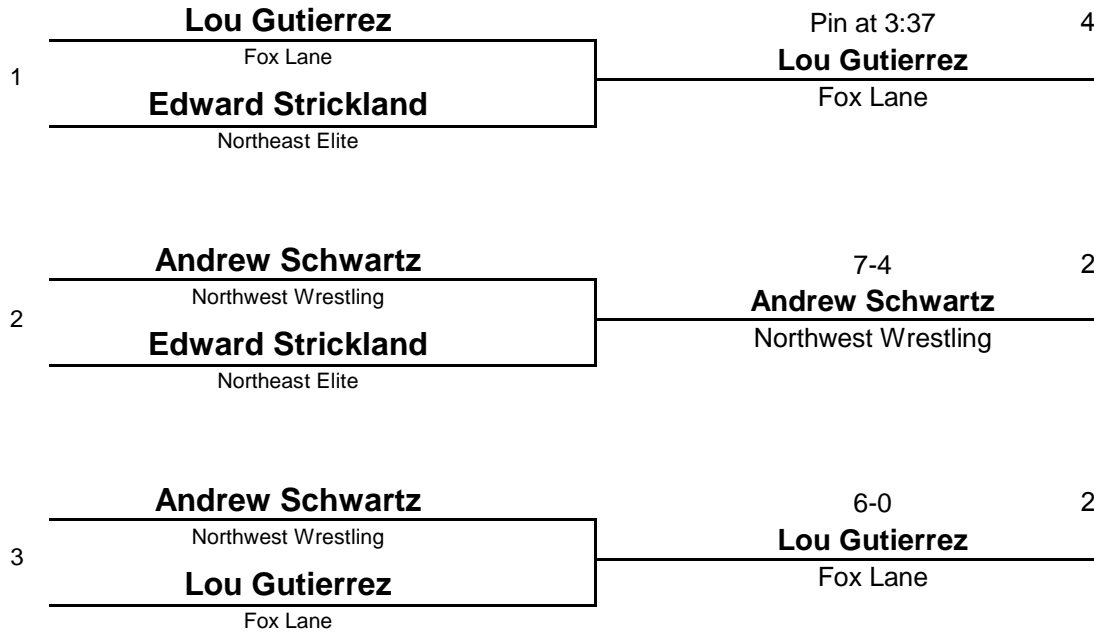 Lou Gutierrez
Pin at 3:37 4
Fox Lane
Lou Gutierrez
1
Edward Strickland
Fox Lane
Northeast Elite
Andrew Schwartz
7-4 2
Northwest Wrestling
Andrew Schwartz
2
Edward Strickland
Northwest Wrestling
Northeast Elite
Andrew Schwartz
6-0 2
Northwest Wrestling
Lou Gutierrez
3
Lou Gutierrez
Fox Lane
Fox Lane